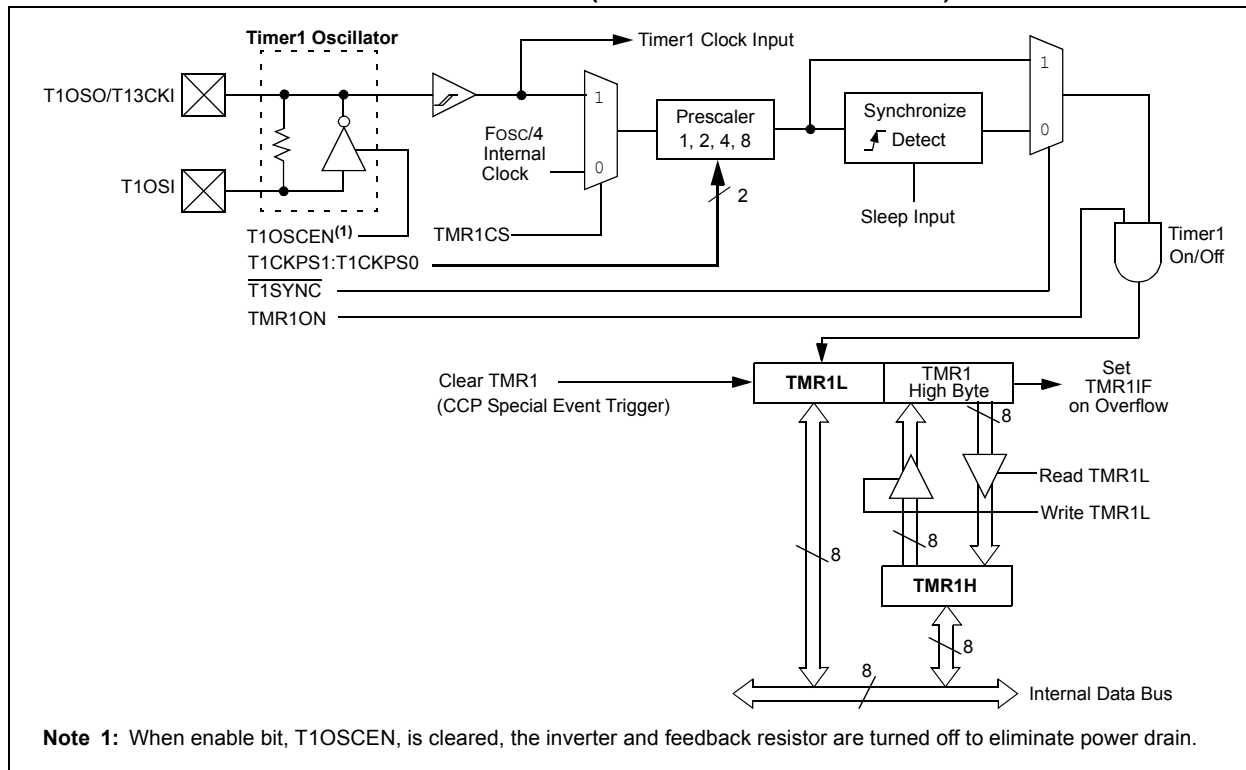 Timer1 Oscillator
Timer1 Clock Input
T1OSO/T13CKI
T1OSI
1
0
FOSC/4
Internal
Clock
Prescaler
1, 2, 4, 8
2
Synchronize
Detect
1
0
Sleep Input
T1OSCEN(1)
TMR1CS
T1CKPS1:T1CKPS0
T1SYNC
TMR1ON
Timer1
On/Off
Clear TMR1
(CCP Special Event Trigger)
TMR1L
TMR1
High Byte
Set
TMR1IF
on Overflow
8
Read TMR1L
Write TMR1L
8
8
TMR1H
8
8
Internal Data Bus
Note 1: When enable bit, T1OSCEN, is cleared, the inverter and feedback resistor are turned off to eliminate power drain.